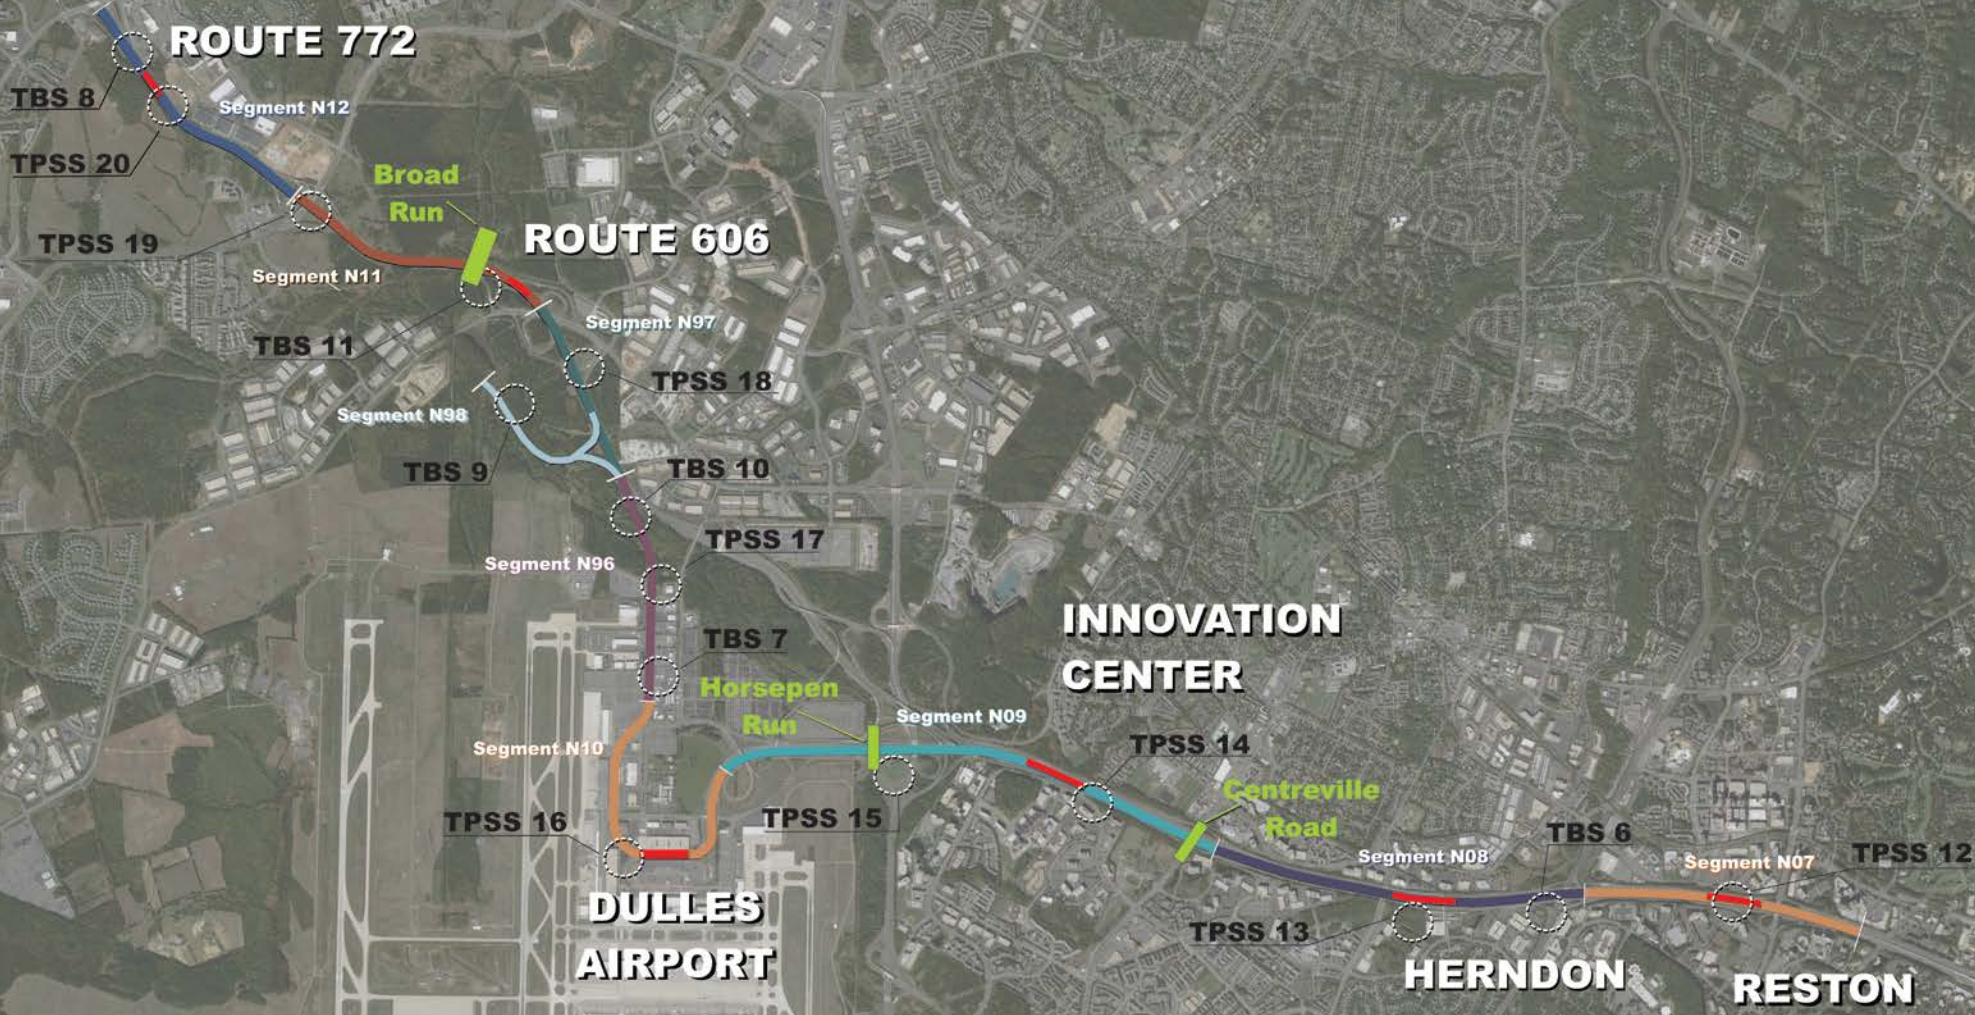 ROUTE 772
TBS 8
Segment N12
TPSS 20
Broad
Run
ROUTE 606
TPSS 19
Segment N11
Segment N97
TBS 11
TPSS 18
Segment N98
TBS 9
TBS 10
TPSS 17
Segment N96
INNOVATION
CENTER
TBS 7
Horsepen
Run
Segment N09
Segment N10
TPSS 14
Centreville
Road
TPSS 16
TPSS 15
TBS 6
Segment N08
Segment N07
TPSS 12
DULLES
AIRPORT
TPSS 13
HERNDON
RESTON